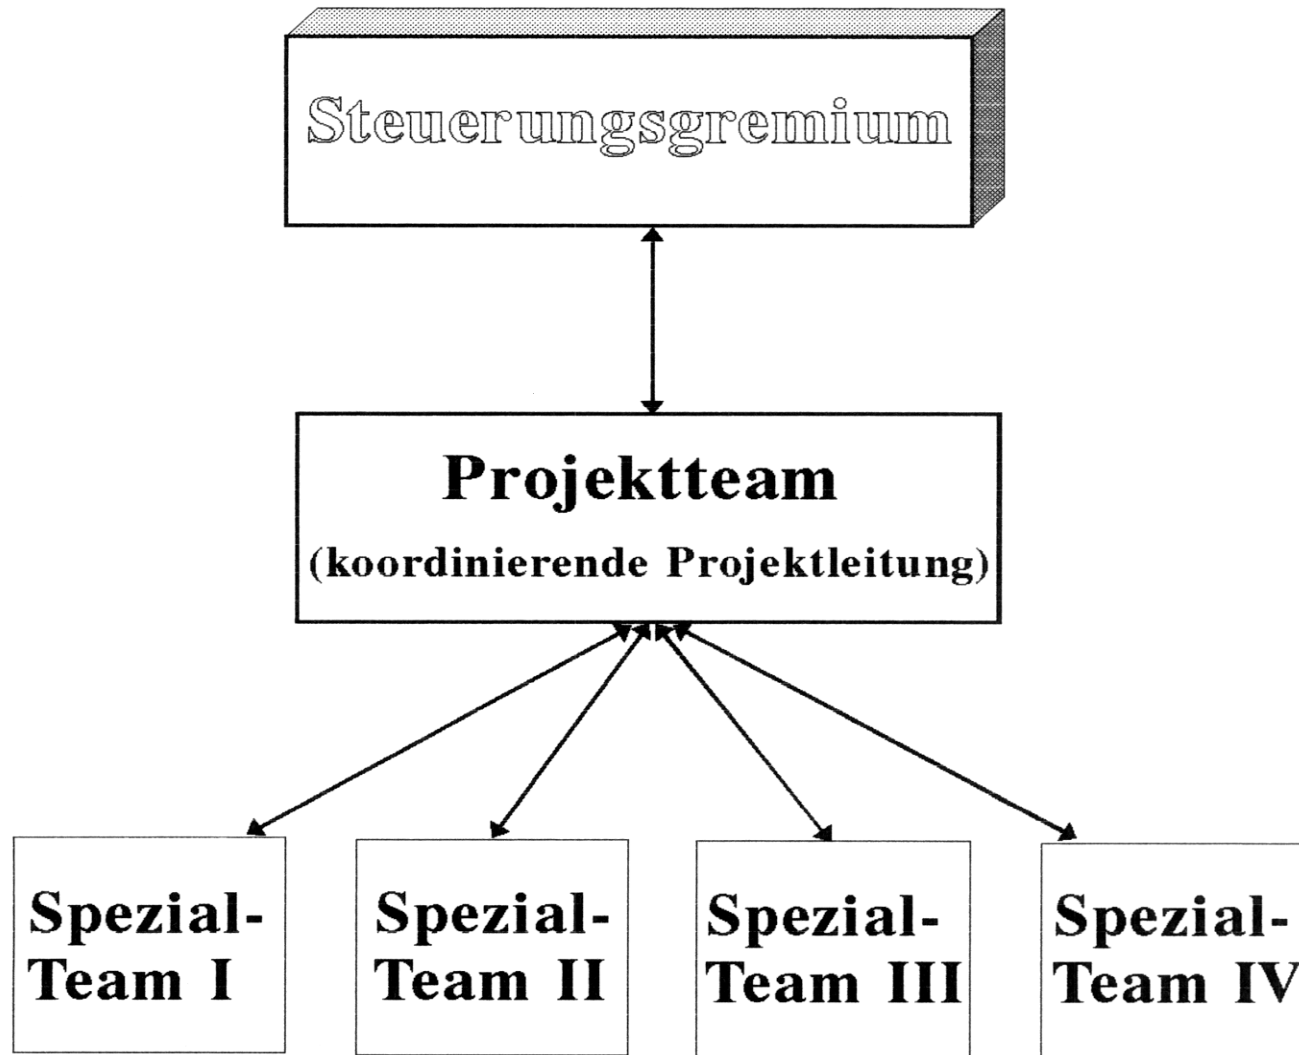 Steuerungsgremium
Projektteam
(koordinierende Projektleitung)
Spezial-
Team I
Spezial-
Team II
Spezial-
Team III
Spezial-
Team IV